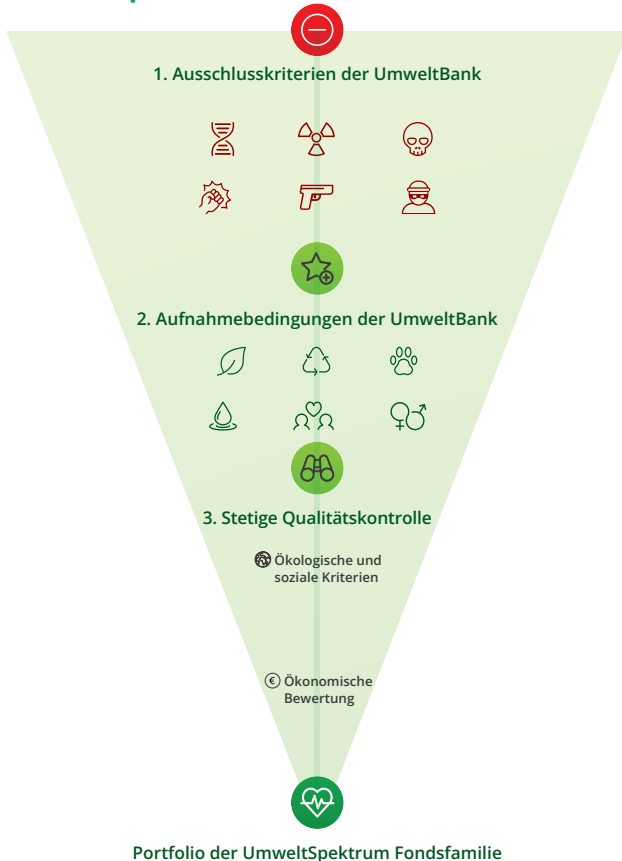 1. Ausschlusskriterien der UmweltBank
2. Aufnahmebedingungen der UmweltBank
3. Stetige Qualitätskontrolle
Ökologische und
soziale Kriterien
€ Ökonomische
Bewertung
Portfolio der UmweltSpektrum Fondsfamilie